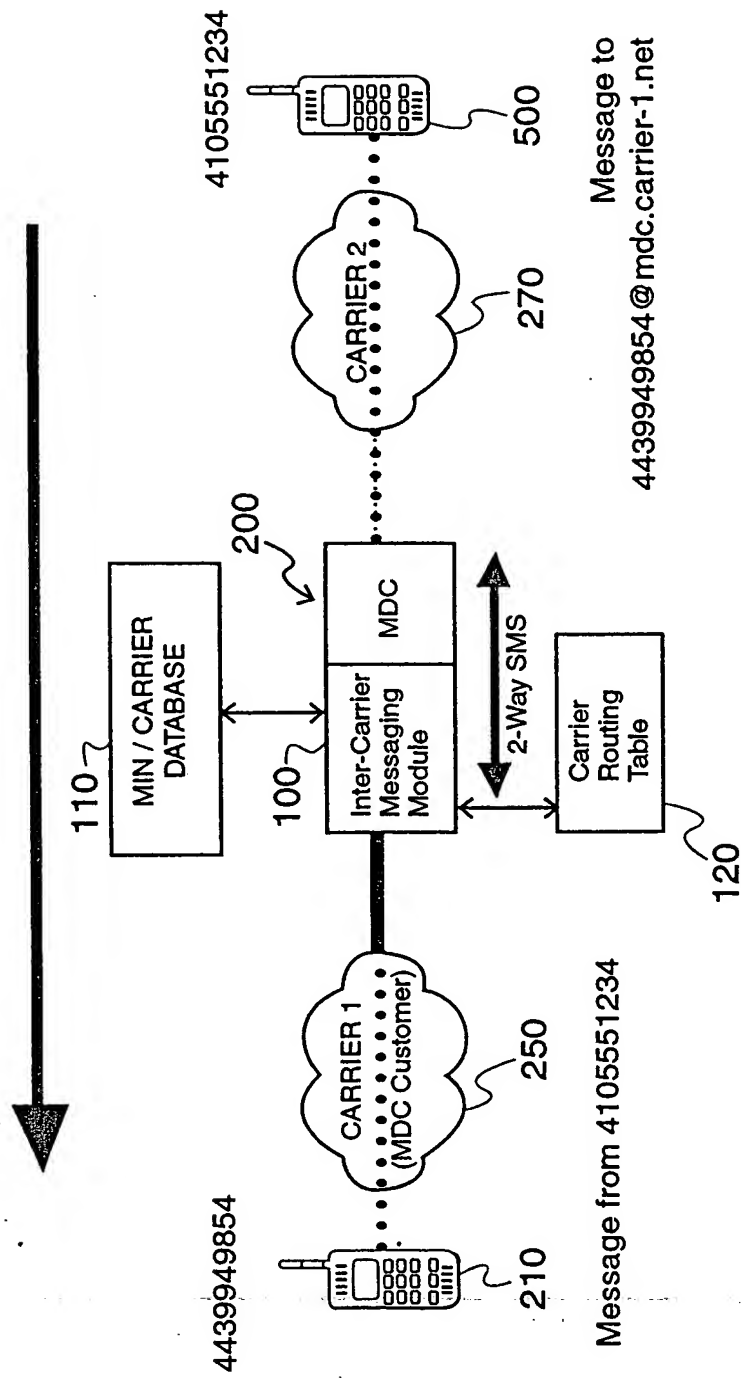 4439949854
210
Message from 4105551234
CARRIER 1
(MDC Customer)
250
110
MIN / CARRIER
DATABASE
100
Inter-Carrier
Messaging
Module
MDC
200
2-Way SMS
Carrier
Routing
Table
120
CARRIER 2
270
4105551234
500
Message to
4439949854@mdc.carrier-1.net